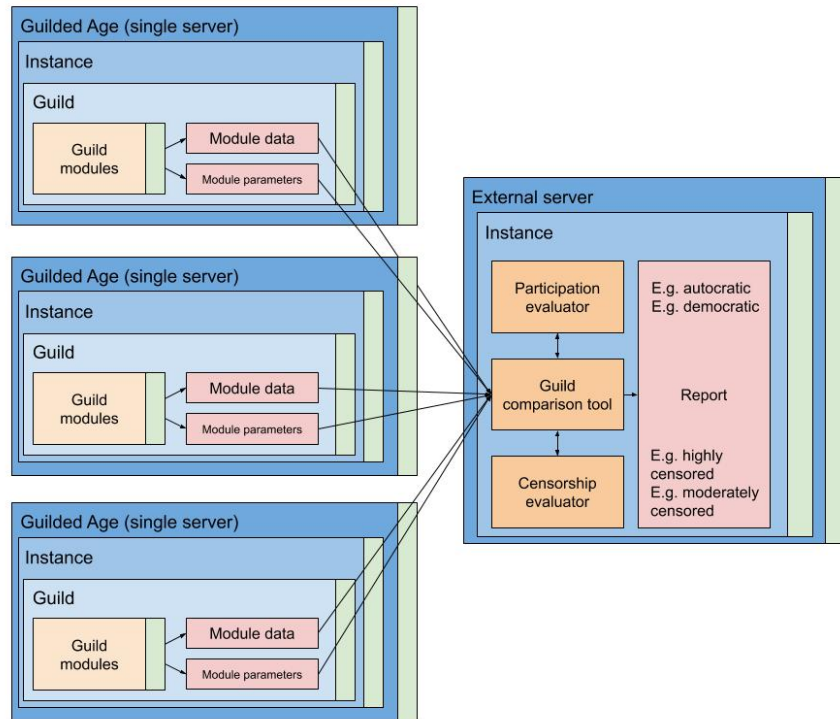 Guilded Age (single server)
Instance
Guild
Guild
modules
Module data
Module parameters
Guilded Age (single server)
Instance
Guild
Guild
modules
Module data
Module parameters
Guilded Age (single server)
Instance
Guild
Guild
modules
Module data
Module parameters
External server
Instance
Participation
evaluator
Guild
comparison tool
Censorship
evaluator
E.g. autocratic
E.g. democratic
Report
E.g. highly
censored
E.g. moderately
censored